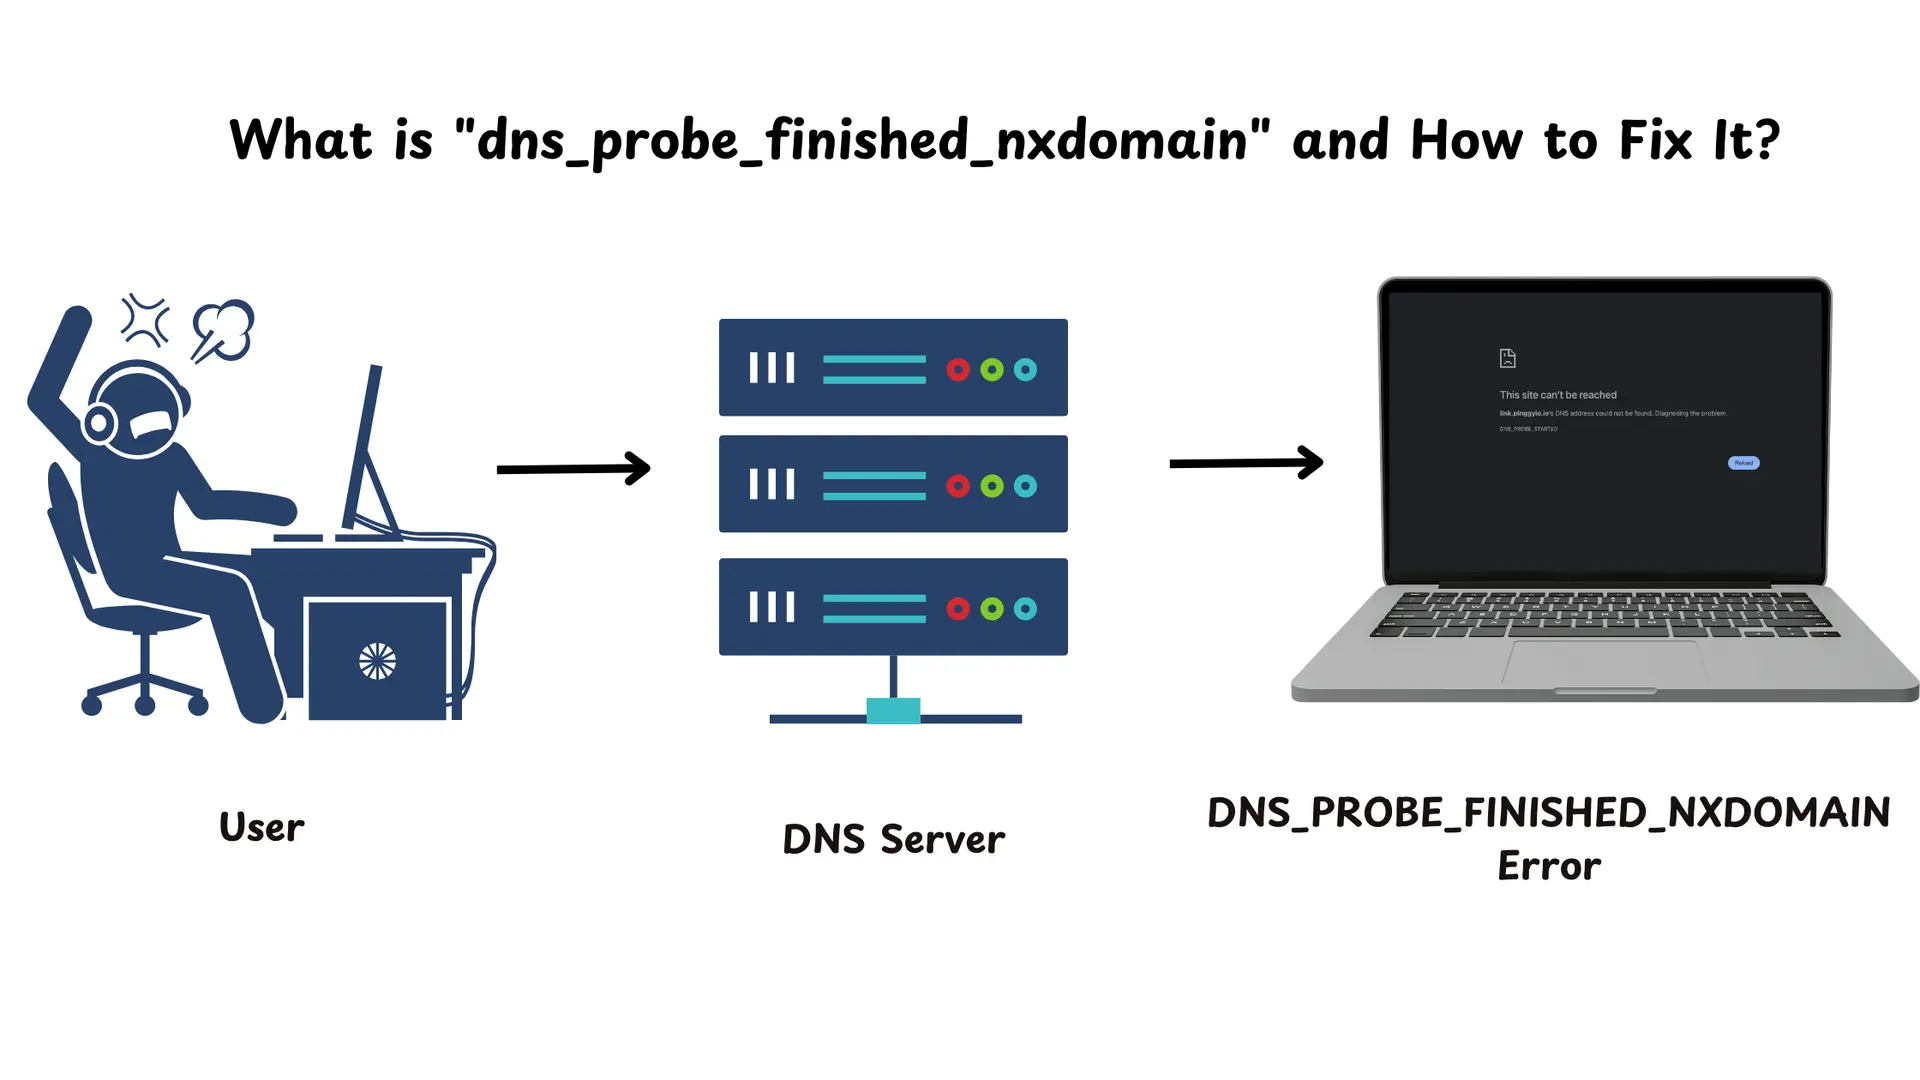 What is "dns_probe_finished_nxdomain" and How to Fix It?
This site can't be reached
link.pinggyio.io's DNS address could not be found. Diagnosing the problem.
DNS_PROBE_STARTED
Reload
User
DNS Server
DNS_PROBE_FINISHED_NXDOMAIN
Error